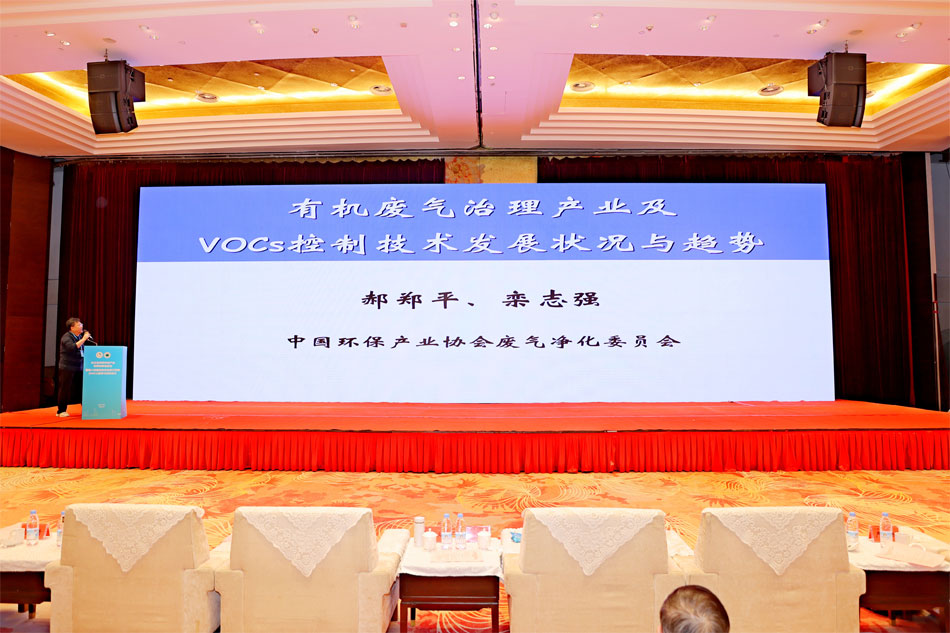 有机废气治理产业及
VOCs控制技术发展状况与趋势
郝郑平、栾志强
中国环保产业协会废气净化委员会